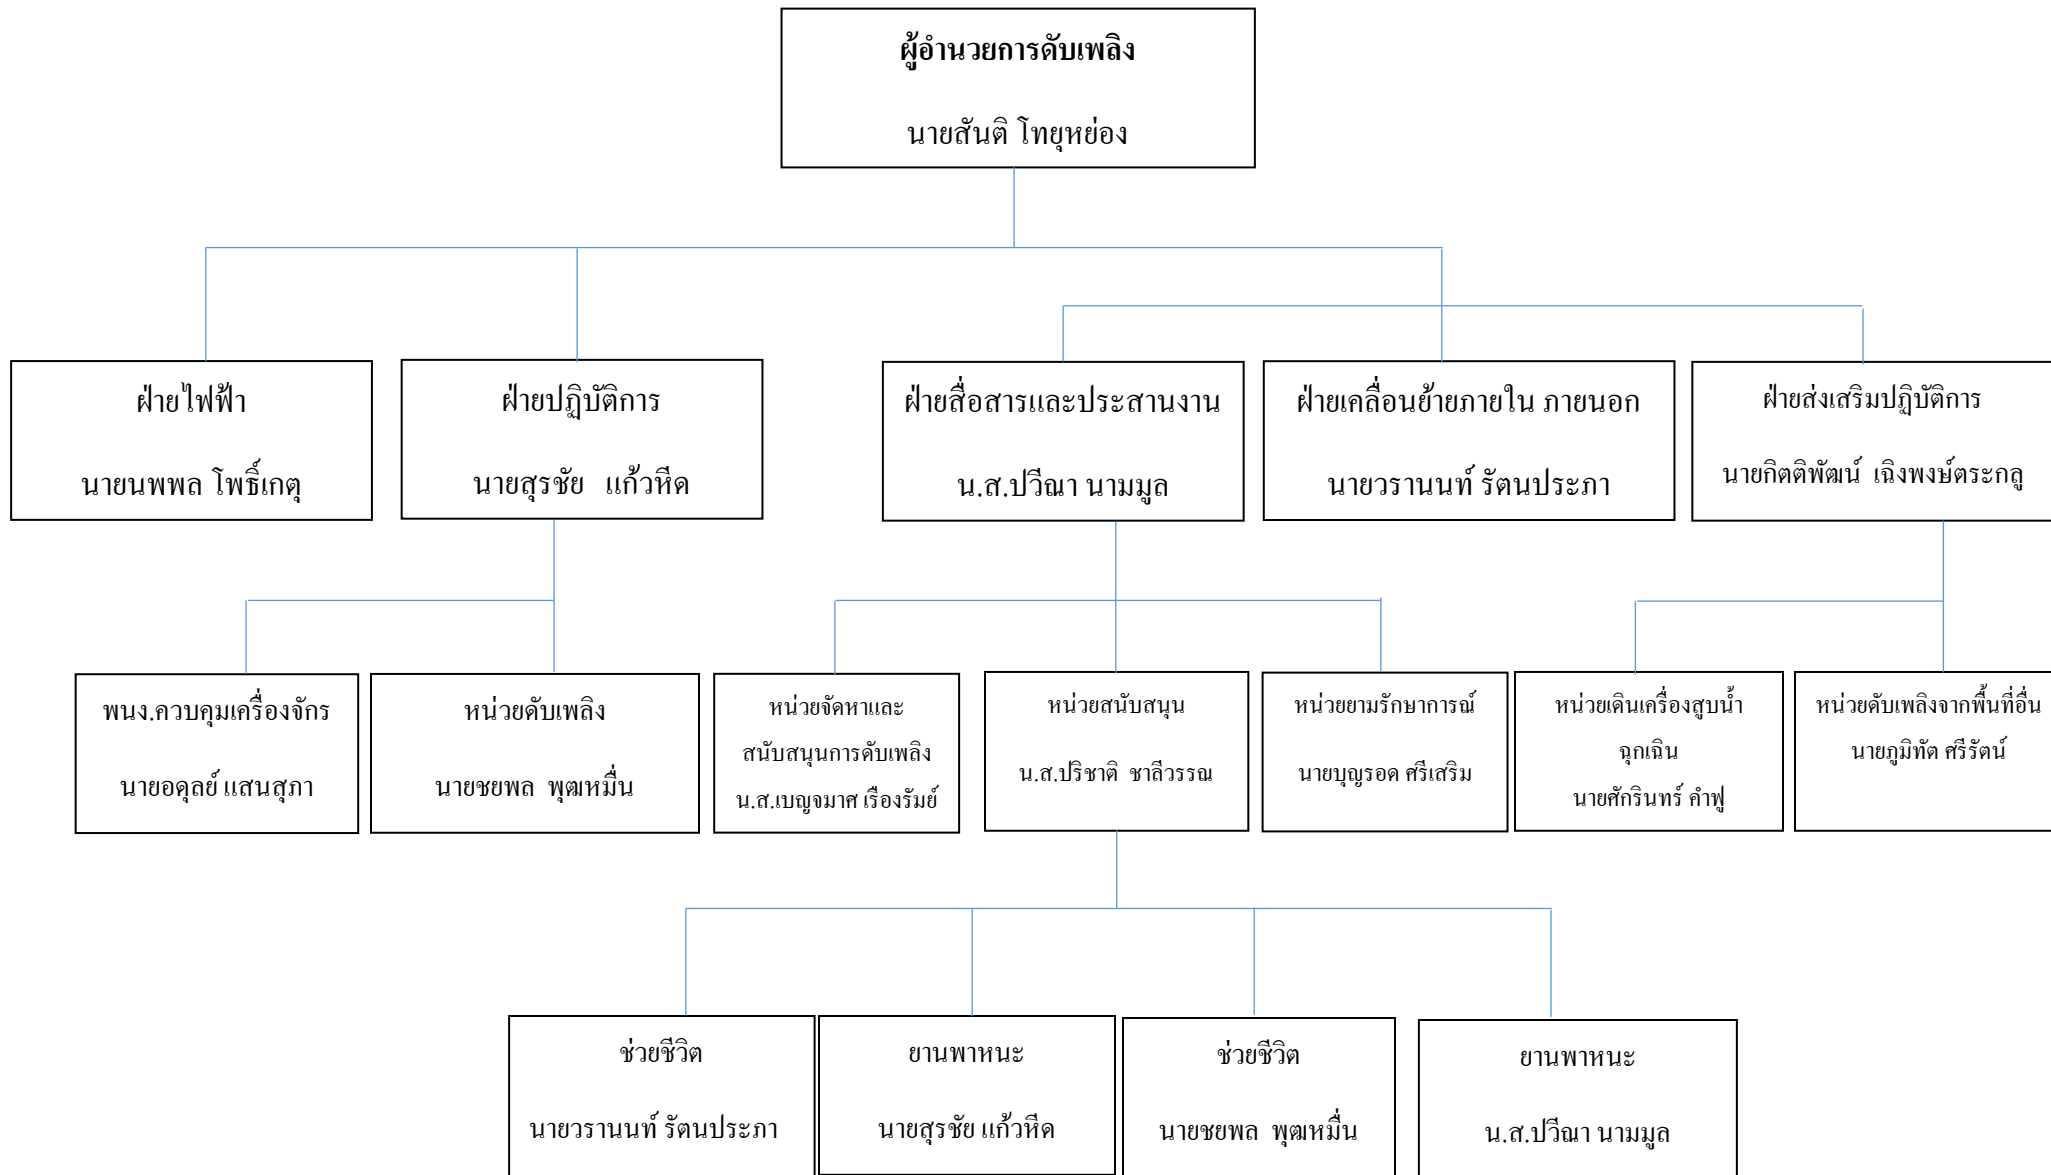 ผู้อำนวยการดับเพลิง
นายสันติ โทยุหย่อง
ฝ่ายไฟฟ้า
นายนพพล โพธิ์เกตุ
ฝ่ายปฏิบัติการ
นายสุรชัย แก้วหีด
ฝ่ายสื่อสารและประสานงาน
น.ส.ปวีณา นามมูล
ฝ่ายเคลื่อนย้ายภายใน ภายนอก
นายวรานนท์ รัตนประภา
ฝ่ายส่งเสริมปฏิบัติการ
นายกิตติพัฒน์ เฉิงพงษ์ตระกลู
พนง.ควบคุมเครื่องจักร
นายอดุลย์ แสนสุภา
หน่วยดับเพลิง
นายชยพล พุฒหมื่น
หน่วยจัดหาและ
สนับสนุนการดับเพลิง
น.ส.เบญจมาศ เรืองรัมย์
หน่วยสนับสนุน
น.ส.ปริชาติ ชาลีวรรณ
หน่วยยามรักษาการณ์
นายบุญรอด ศรีเสริม
หน่วยเดินเครื่องสูบน้ำ
ฉุกเฉิน
นายศักรินทร์ คำฟู
หน่วยดับเพลิงจากพื้นที่อื่น
นายภูมิทัต ศรีรัตน์
ช่วยชีวิต
นายวรานนท์ รัตนประภา
ยานพาหนะ
นายสุรชัย แก้วหีด
ช่วยชีวิต
นายชยพล พุฒหมื่น
ยานพาหนะ
น.ส.ปวีณา นามมูล